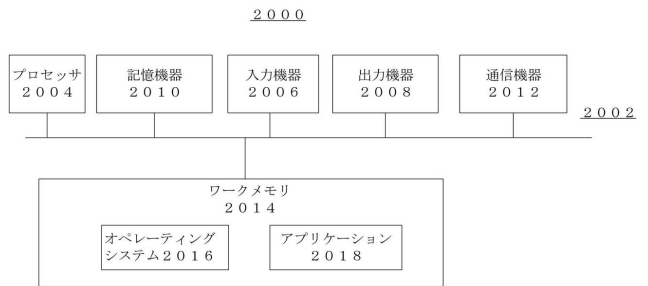 ２０００
プロセッサ
２００４
記憶機器
２０１０
入力機器
２００６
出力機器
２００８
通信機器
２０１２
２００２
ワークメモリ
２０１４
オペレーティング
システム２０１６
アプリケーション
２０１８